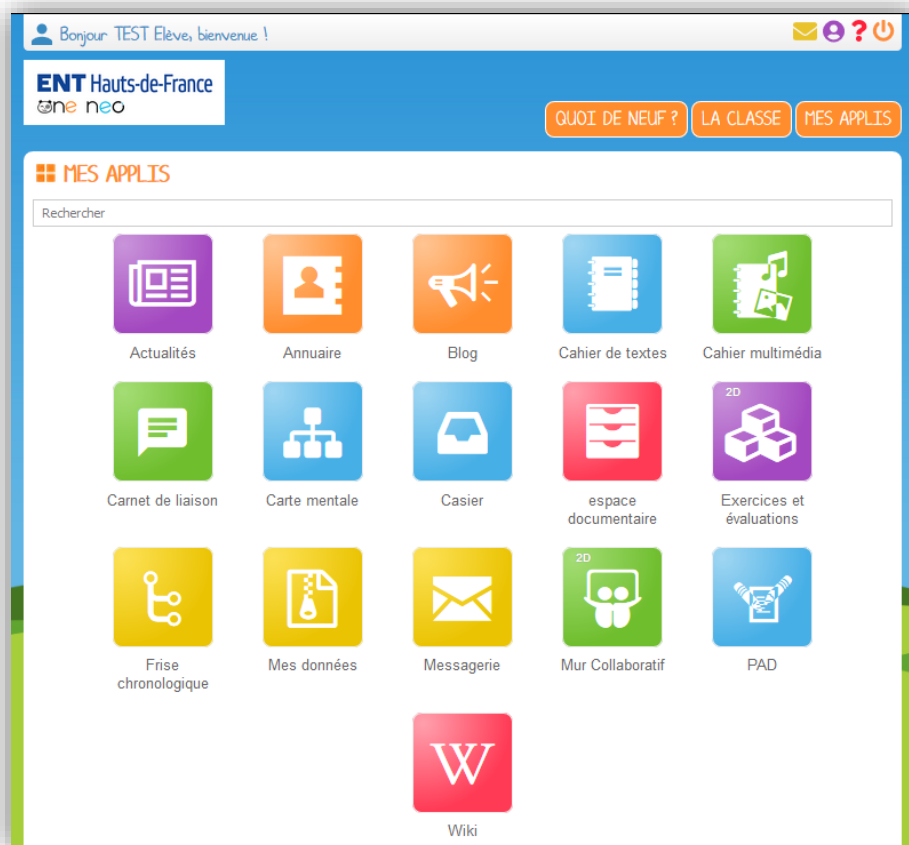 Bonjour TEST Elève, bienvenue !
?
ENT Hauts-de-France
one neo
QUOI DE NEUF ? LA CLASSE MES APPLIS
MES APPLIS
Rechercher
Actualités Annuaire Blog Cahier de textes Cahier multimédia
2D
Carnet de liaison Carte mentale Casier espace documentaire Exercices et évaluations
2D
Frise chronologique Mes données Messagerie Mur Collaboratif PAD
W
Wiki